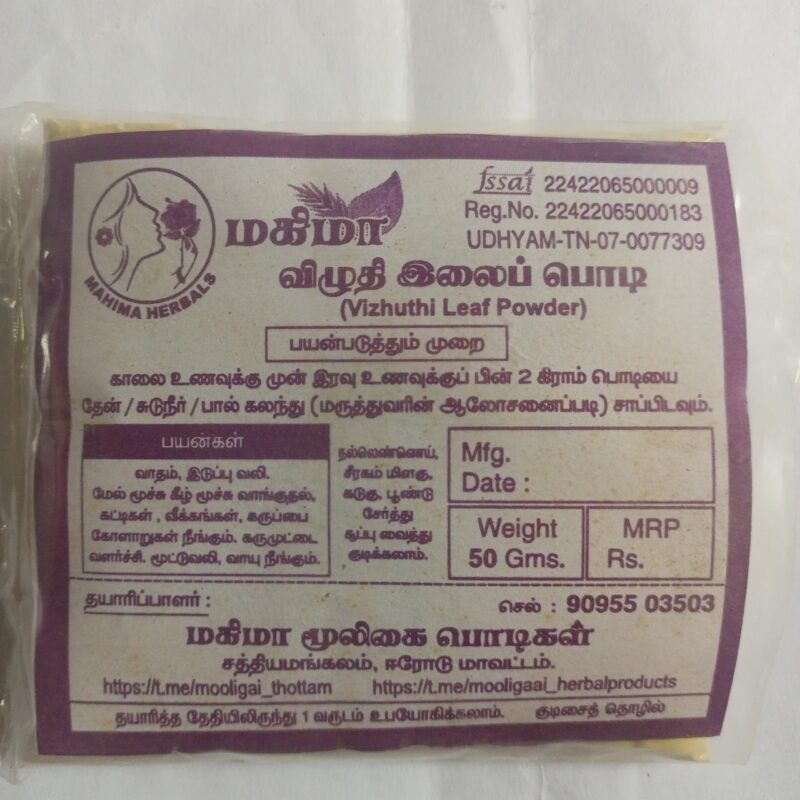 MAHIMA HERBALS
மகிமா
fssai 22422065000009
Reg.No. 22422065000183
UDHYAM-TN-07-0077309
விழுதி இலைப் பொடி
(Vizhuthi Leaf Powder)
பயன்படுத்தும் முறை
காலை உணவுக்கு முன் இரவு உணவுக்குப் பின் 2 கிராம் பொடியை
தேன் / சுடுநீர் / பால் கலந்து (மருத்துவரின் ஆலோசனைப்படி) சாப்பிடவும்.
பயன்கள்
வாதம், இடுப்பு வலி.
மேல் மூச்சு கீழ் மூச்சு வாங்குதல்,
கட்டிகள் , வீக்கங்கள், கருப்பை
கோளாறுகள் நீங்கும். கருமுட்டை
வளர்ச்சி. மூட்டுவலி, வாயு நீங்கும்.
நல்லெண்ணெய்,
சீரகம் மிளகு,
கடுகு, பூண்டு
சேர்த்து
சூப்பு வைத்து
குடிக்கலாம்.
Mfg.
Date :
Weight
50 Gms.
MRP
Rs.
தயாரிப்பாளர் :
செல் : 90955 03503
மகிமா மூலிகை பொடிகள்
சத்தியமங்கலம், ஈரோடு மாவட்டம்.
https://t.me/mooligai_thottam https://t.me/mooligaai_herbalproducts
தயாரித்த தேதியிலிருந்து 1 வருடம் உபயோகிக்கலாம். குடிசைத் தொழில்